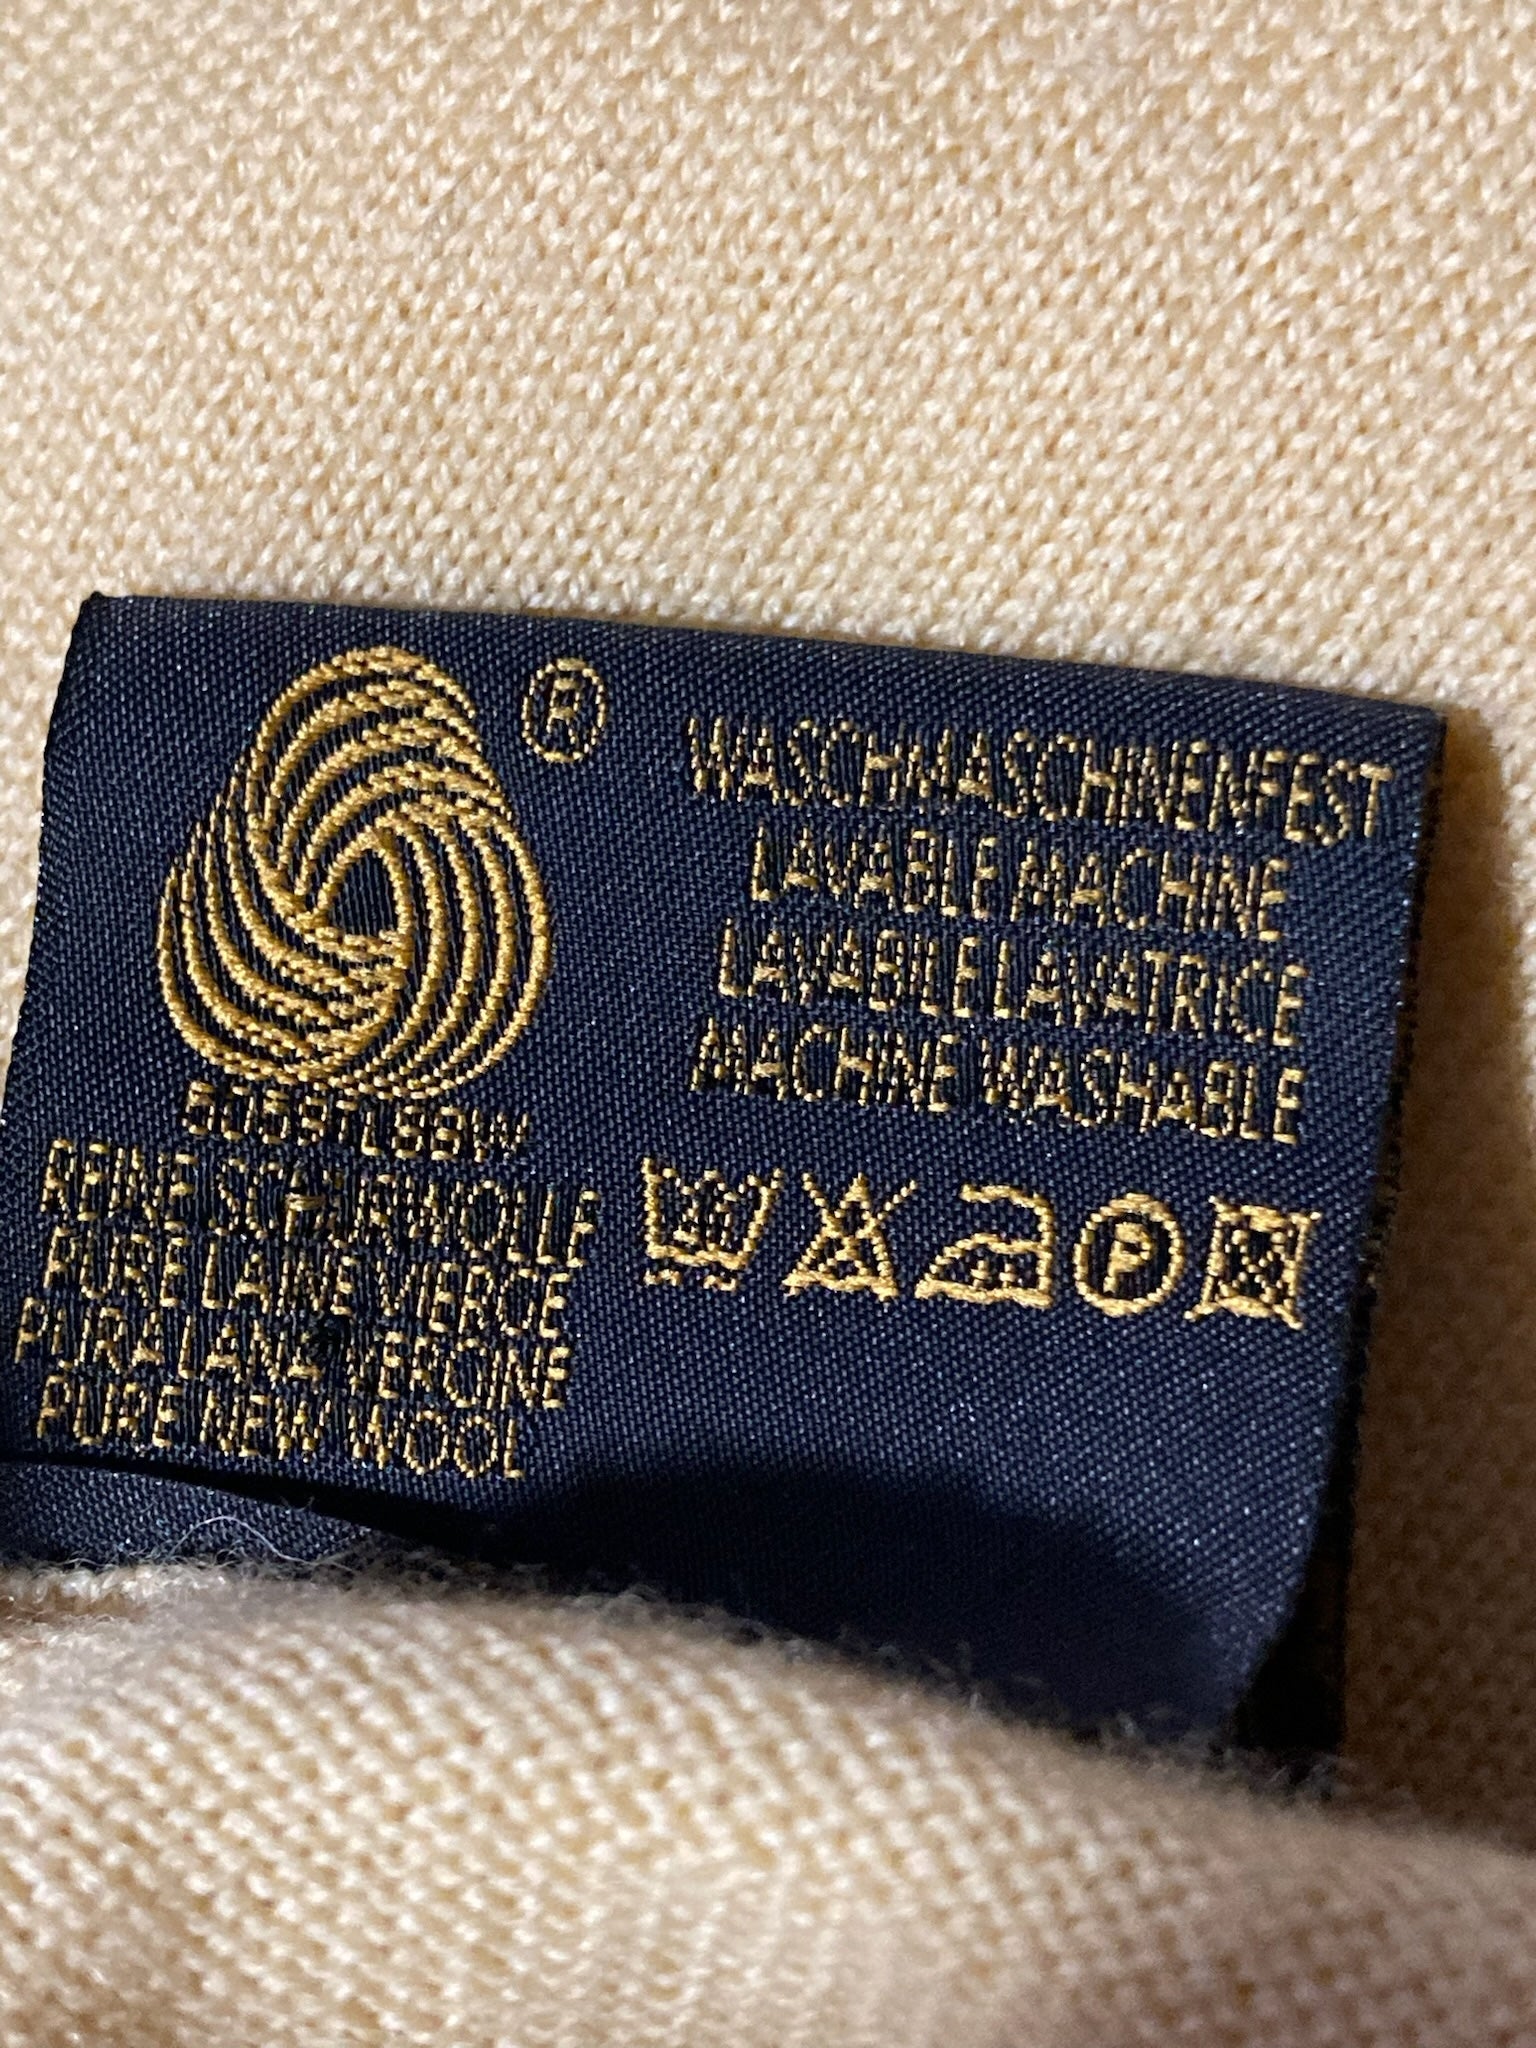 ®
WASCHMASCHINENFEST
LAVABLE MACHINE
LAVABILE LAVATRICE
MACHINE WASHABLE
REINE SCHURWOLLE
PURE LAINE VIERGE
PURA LANA VERGINE
PURE NEW WOOL
P